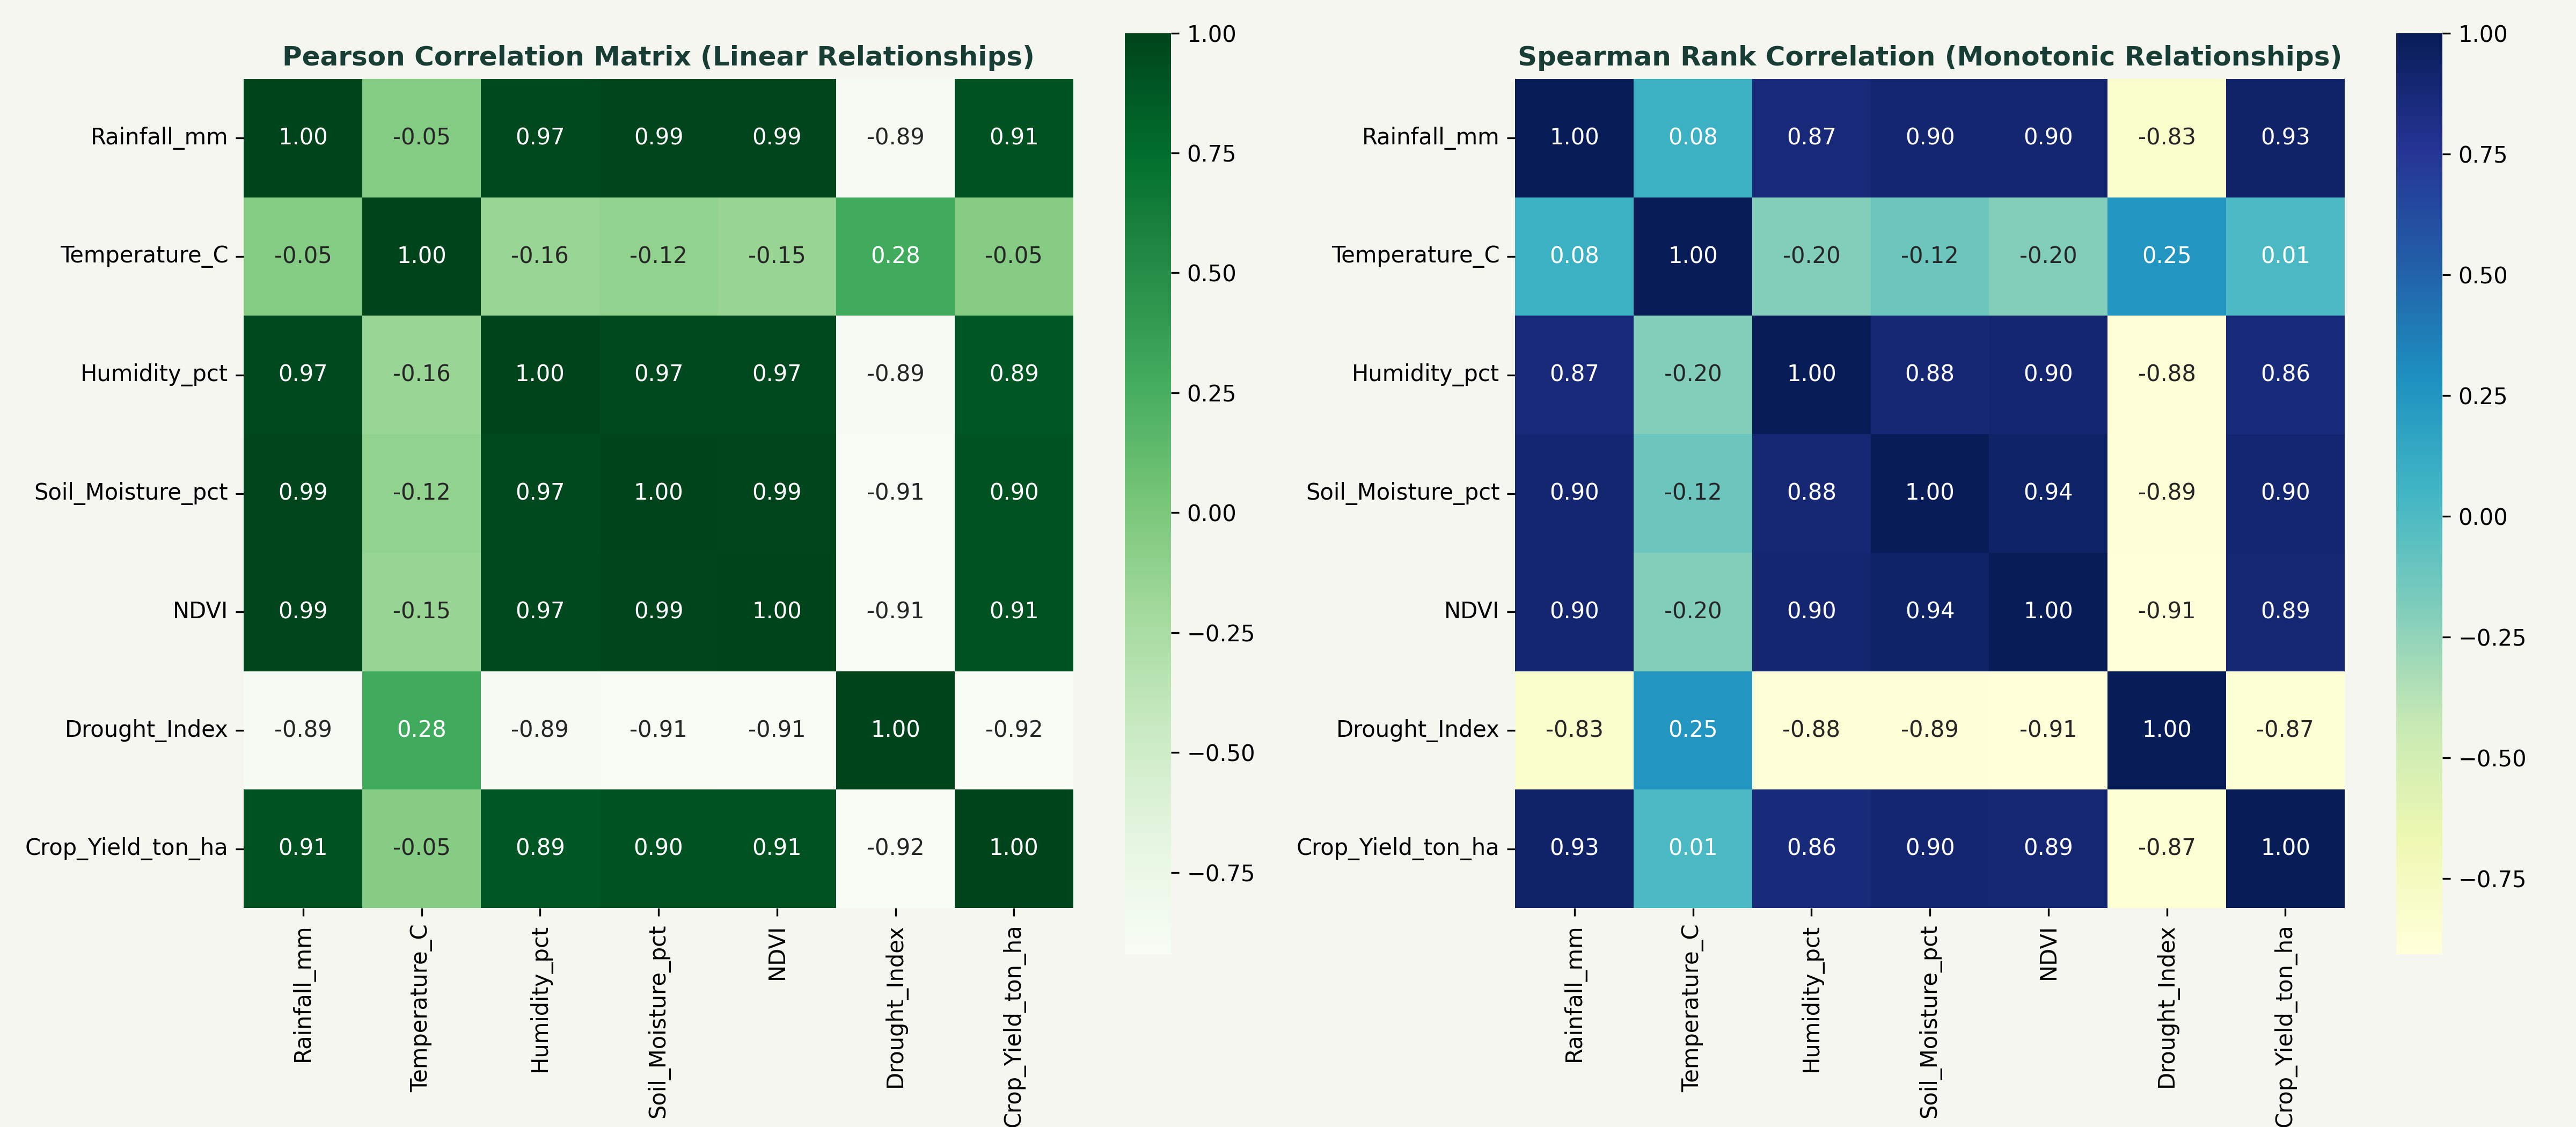 Pearson Correlation Matrix (Linear Relationships)
Rainfall_mm 1.00 -0.05 0.97 0.99 0.99 -0.89 0.91
Temperature_C -0.05 1.00 -0.16 -0.12 -0.15 0.28 -0.05
Humidity_pct 0.97 -0.16 1.00 0.97 0.97 -0.89 0.89
Soil_Moisture_pct 0.99 -0.12 0.97 1.00 0.99 -0.91 0.90
NDVI 0.99 -0.15 0.97 0.99 1.00 -0.91 0.91
Drought_Index -0.89 0.28 -0.89 -0.91 -0.91 1.00 -0.92
Crop_Yield_ton_ha 0.91 -0.05 0.89 0.90 0.91 -0.92 1.00
Rainfall_mm
Temperature_C
Humidity_pct
Soil_Moisture_pct
NDVI
Drought_Index
Crop_Yield_ton_ha
1.00
0.75
0.50
0.25
0.00
−0.25
−0.50
−0.75
Spearman Rank Correlation (Monotonic Relationships)
Rainfall_mm 1.00 0.08 0.87 0.90 0.90 -0.83 0.93
Temperature_C 0.08 1.00 -0.20 -0.12 -0.20 0.25 0.01
Humidity_pct 0.87 -0.20 1.00 0.88 0.90 -0.88 0.86
Soil_Moisture_pct 0.90 -0.12 0.88 1.00 0.94 -0.89 0.90
NDVI 0.90 -0.20 0.90 0.94 1.00 -0.91 0.89
Drought_Index -0.83 0.25 -0.88 -0.89 -0.91 1.00 -0.87
Crop_Yield_ton_ha 0.93 0.01 0.86 0.90 0.89 -0.87 1.00
Rainfall_mm
Temperature_C
Humidity_pct
Soil_Moisture_pct
NDVI
Drought_Index
Crop_Yield_ton_ha
1.00
0.75
0.50
0.25
0.00
−0.25
−0.50
−0.75